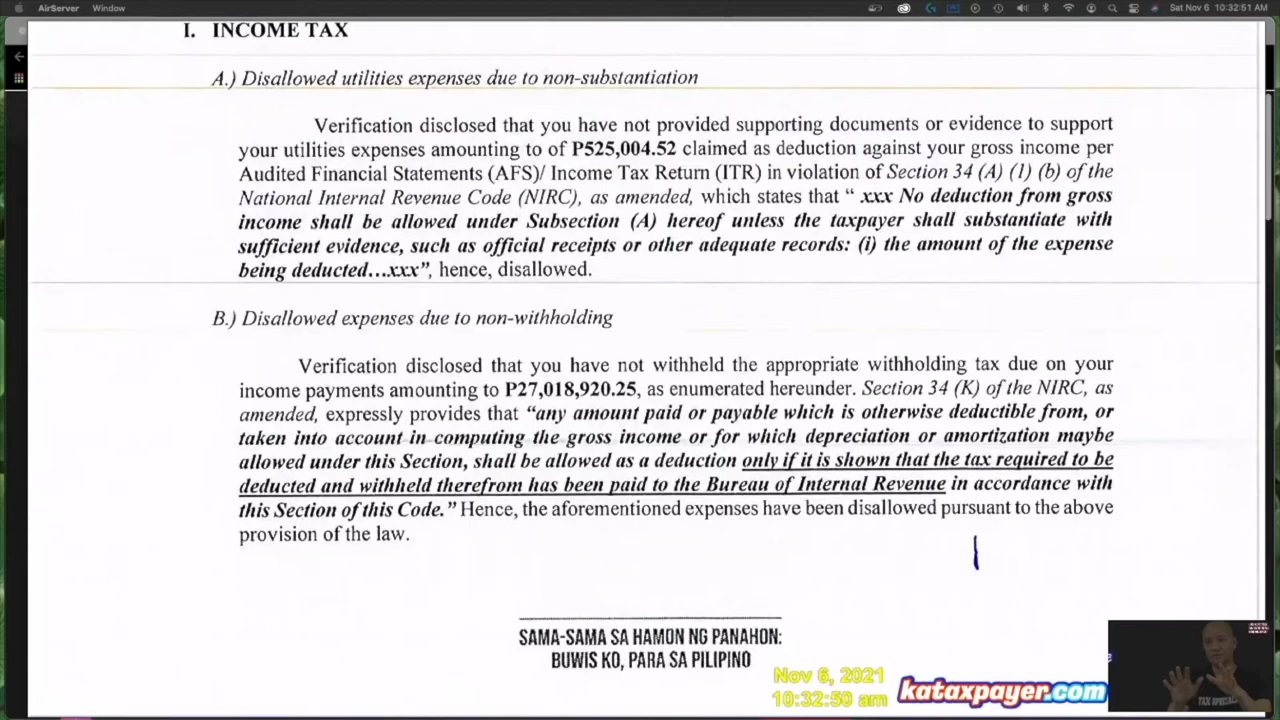 AirServer Window
Sat Nov 6 10:32:51 AM
I. INCOME TAX
A.) Disallowed utilities expenses due to non-substantiation
Verification disclosed that you have not provided supporting documents or evidence to support
your utilities expenses amounting to of P525,004.52 claimed as deduction against your gross income per
Audited Financial Statements (AFS)/ Income Tax Return (ITR) in violation of Section 34 (A) (1) (b) of the
National Internal Revenue Code (NIRC), as amended, which states that “ xxx No deduction from gross
income shall be allowed under Subsection (A) hereof unless the taxpayer shall substantiate with
sufficient evidence, such as official receipts or other adequate records: (i) the amount of the expense
being deducted...xxx”, hence, disallowed.
B.) Disallowed expenses due to non-withholding
Verification disclosed that you have not withheld the appropriate withholding tax due on your
income payments amounting to P27,018,920.25, as enumerated hereunder. Section 34 (K) of the NIRC, as
amended, expressly provides that “any amount paid or payable which is otherwise deductible from, or
taken into account in computing the gross income or for which depreciation or amortization maybe
allowed under this Section, shall be allowed as a deduction only if it is shown that the tax required to be
deducted and withheld therefrom has been paid to the Bureau of Internal Revenue in accordance with
this Section of this Code.” Hence, the aforementioned expenses have been disallowed pursuant to the above
provision of the law.
SAMA-SAMA SA HAMON NG PANAHON:
BUWIS KO, PARA SA PILIPINO
Nov 6, 2021
10:32:50 am
kataxpayer.com